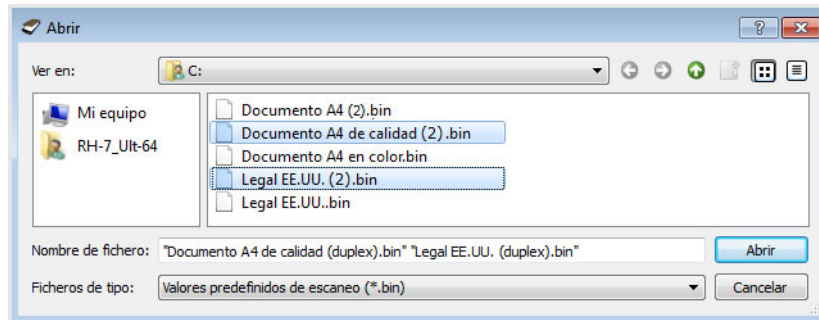 Abrir
Ver en:
C:
Mi equipo
RH-7_Ult-64
Documento A4 (2).bin
Documento A4 de calidad (2).bin
Documento A4 en color.bin
Legal EE.UU. (2).bin
Legal EE.UU..bin
Nombre de fichero: "Documento A4 de calidad (duplex).bin" "Legal EE.UU. (duplex).bin" Abrir
Ficheros de tipo: Valores predefinidos de escaneo (*.bin) Cancelar